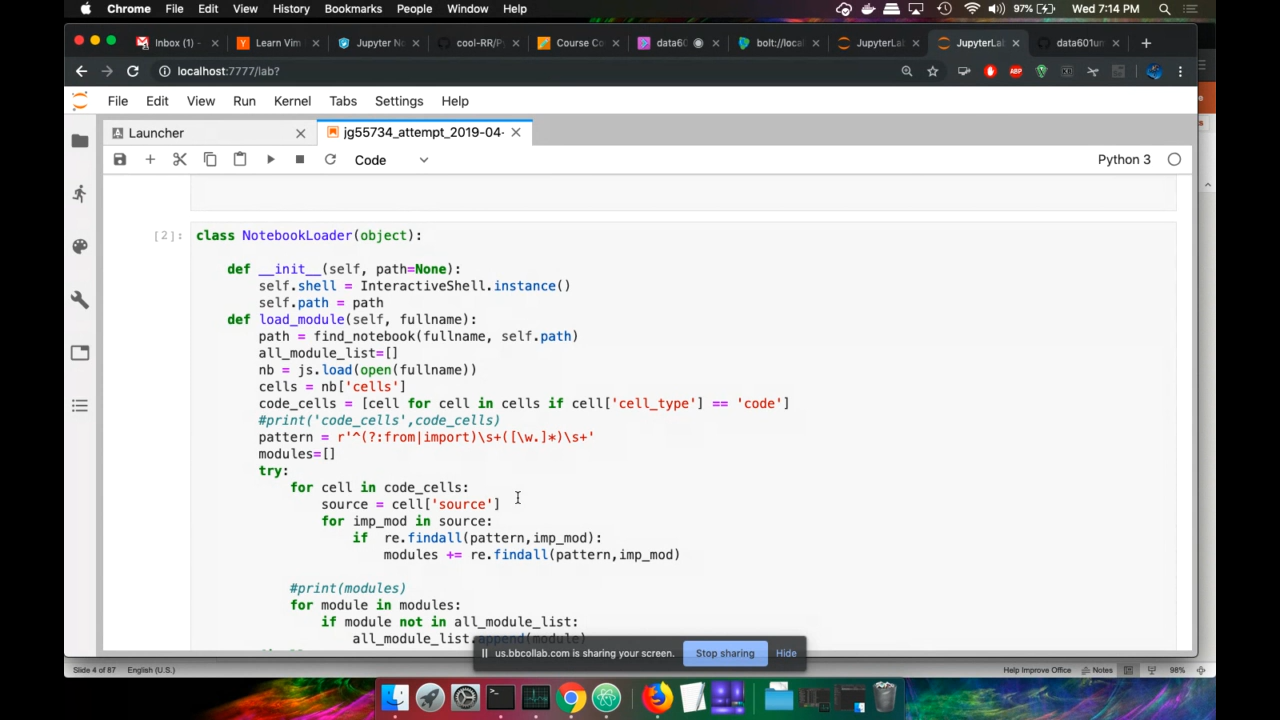 Chrome File Edit View History Bookmarks People Window Help 97% Wed 7:14 PM
Inbox (1) - Learn Vim Jupyter No cool-RR/Py Course Co data60 bolt://loca JupyterLab JupyterLab data601un
localhost:7777/lab?
File Edit View Run Kernel Tabs Settings Help
Launcher jg55734_attempt_2019-04-
Code Python 3
[2]: class NotebookLoader(object):
def __init__(self, path=None):
self.shell = InteractiveShell.instance()
self.path = path
def load_module(self, fullname):
path = find_notebook(fullname, self.path)
all_module_list=[]
nb = js.load(open(fullname))
cells = nb['cells']
code_cells = [cell for cell in cells if cell['cell_type'] == 'code']
#print('code_cells',code_cells)
pattern = r'^(?:from|import)\s+([\w.]*)\s+'
modules=[]
try:
for cell in code_cells:
source = cell['source']
for imp_mod in source:
if re.findall(pattern,imp_mod):
modules += re.findall(pattern,imp_mod)
#print(modules)
for module in modules:
if module not in all_module_list:
all_module_list.append(module)
us.bbcollab.com is sharing your screen. Stop sharing Hide
Slide 4 of 87 English (U.S.) Help Improve Office Notes 98%